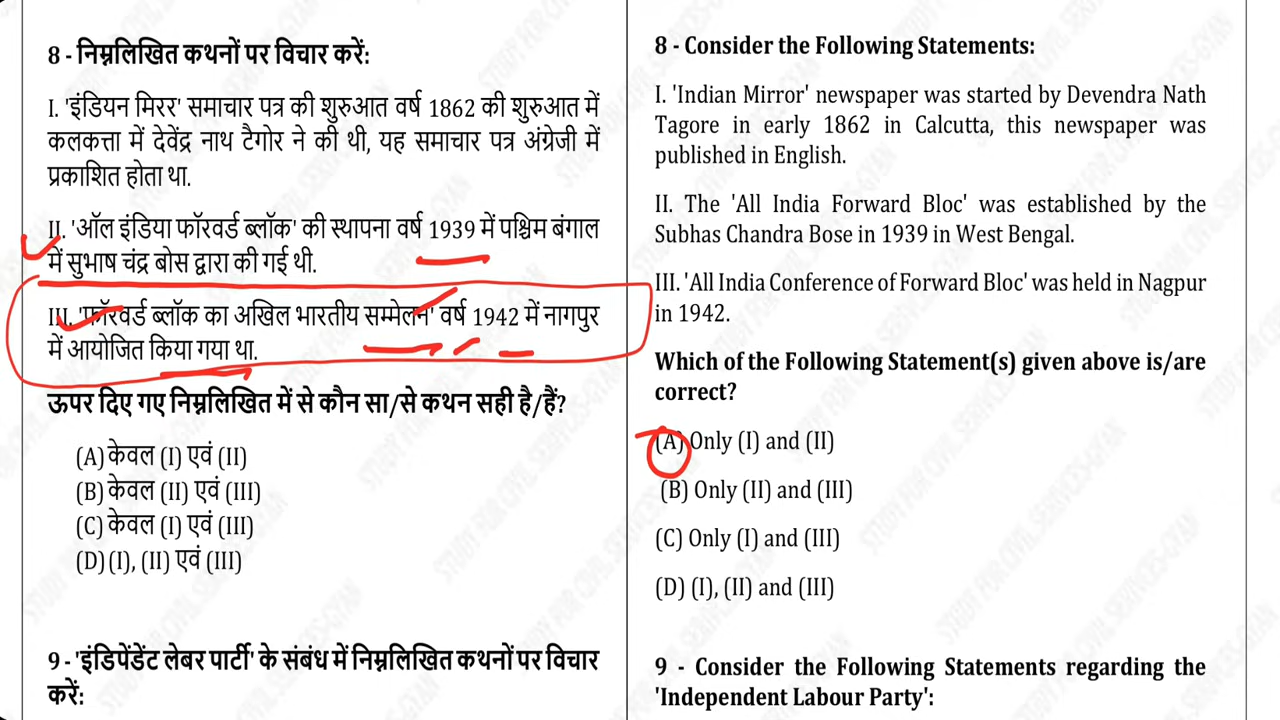 8 - निम्नलिखित कथनों पर विचार करें:
I. 'इंडियन मिरर' समाचार पत्र की शुरुआत वर्ष 1862 की शुरुआत में
कलकत्ता में देवेंद्र नाथ टैगोर ने की थी, यह समाचार पत्र अंग्रेजी में
प्रकाशित होता था.
II. 'ऑल इंडिया फॉरवर्ड ब्लॉक' की स्थापना वर्ष 1939 में पश्चिम बंगाल
में सुभाष चंद्र बोस द्वारा की गई थी.
III. 'फॉरवर्ड ब्लॉक का अखिल भारतीय सम्मेलन' वर्ष 1942 में नागपुर
में आयोजित किया गया था.
ऊपर दिए गए निम्नलिखित में से कौन सा/से कथन सही है/हैं?
(A) केवल (I) एवं (II)
(B) केवल (II) एवं (III)
(C) केवल (I) एवं (III)
(D) (I), (II) एवं (III)
9 - 'इंडिपेंडेंट लेबर पार्टी' के संबंध में निम्नलिखित कथनों पर विचार
करें:
8 - Consider the Following Statements:
I. 'Indian Mirror' newspaper was started by Devendra Nath
Tagore in early 1862 in Calcutta, this newspaper was
published in English.
II. The 'All India Forward Bloc' was established by the
Subhas Chandra Bose in 1939 in West Bengal.
III. 'All India Conference of Forward Bloc' was held in Nagpur
in 1942.
Which of the Following Statement(s) given above is/are
correct?
(A) Only (I) and (II)
(B) Only (II) and (III)
(C) Only (I) and (III)
(D) (I), (II) and (III)
9 - Consider the Following Statements regarding the
'Independent Labour Party':